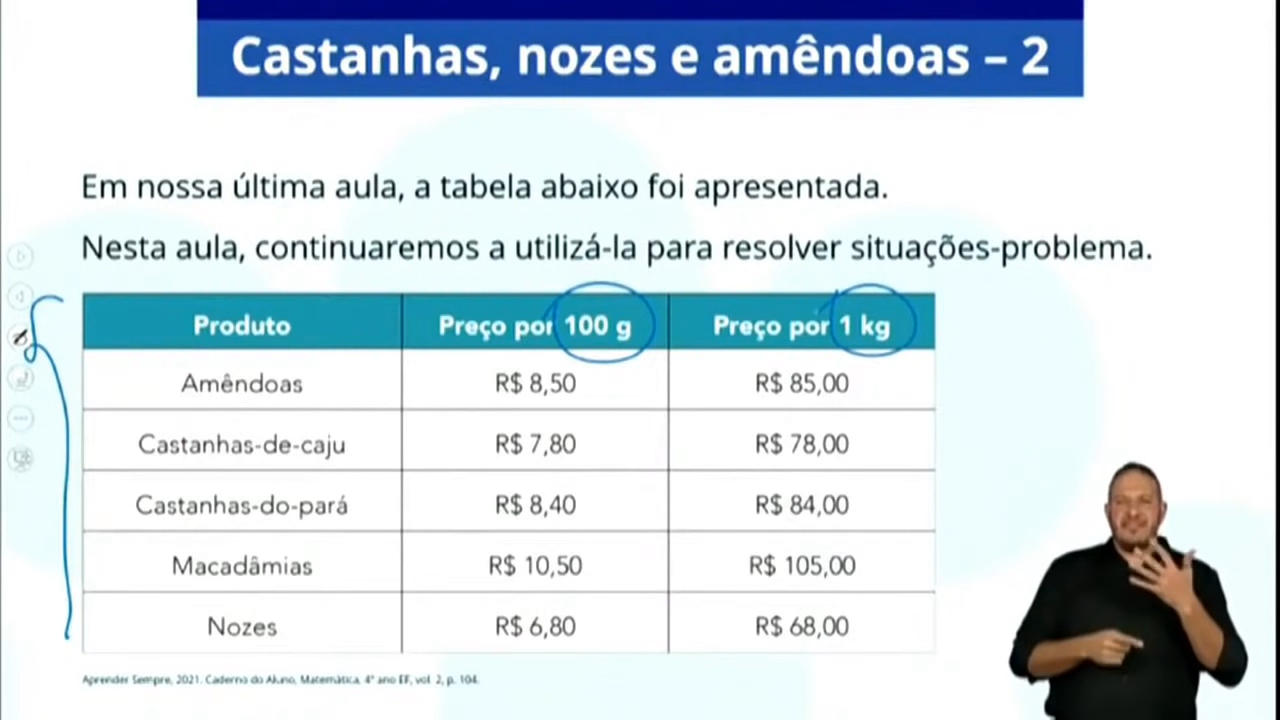 Castanhas, nozes e amêndoas – 2
Em nossa última aula, a tabela abaixo foi apresentada.
Nesta aula, continuaremos a utilizá-la para resolver situações-problema.
Produto Preço por 100 g Preço por 1 kg
Amêndoas R$ 8,50 R$ 85,00
Castanhas-de-caju R$ 7,80 R$ 78,00
Castanhas-do-pará R$ 8,40 R$ 84,00
Macadâmias R$ 10,50 R$ 105,00
Nozes R$ 6,80 R$ 68,00
Aprender Sempre, 2021. Caderno do Aluno, Matemática, 4º ano EF, vol. 2, p. 104.